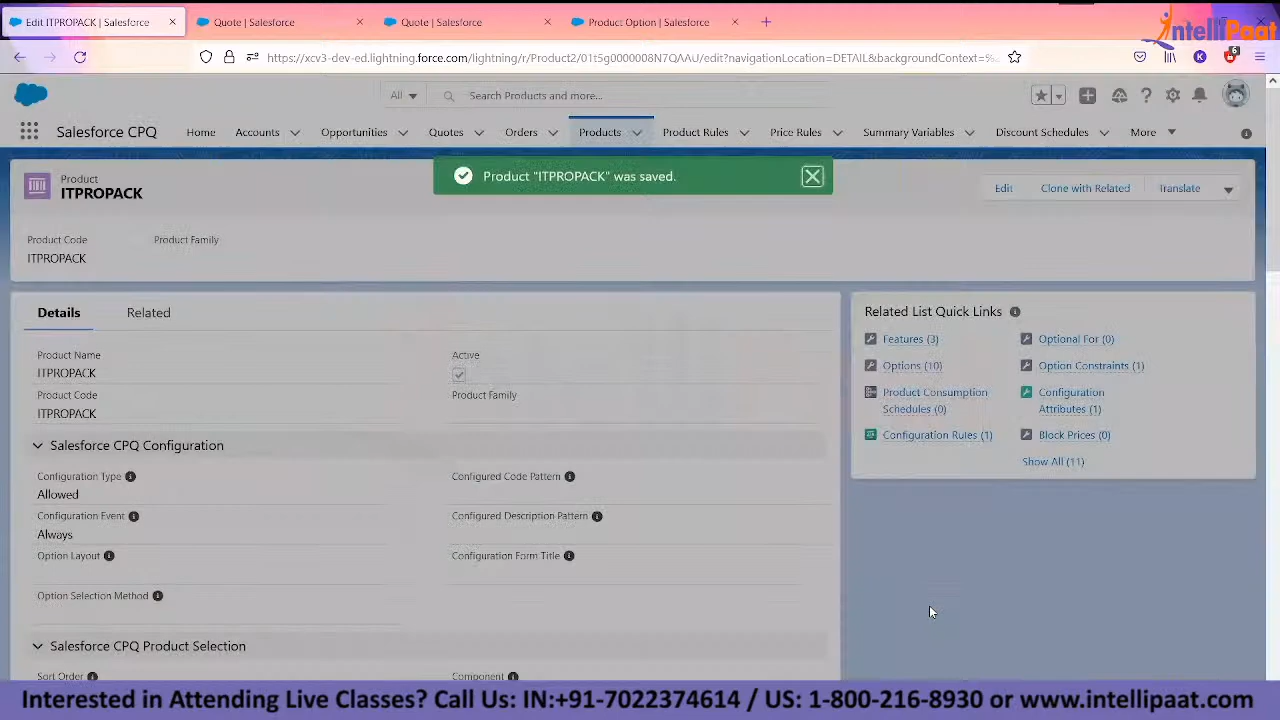 Edit ITPROPACK | Salesforce
Quote | Salesforce
Quote | Salesforce
Product Option | Salesforce
IntelliPaat
https://xcv3-dev-ed.lightning.force.com/lightning/r/Product2/01t5g00000d08N7QAAU/edit?navigationLocation=DETAIL&backgroundContext=%
K
6
All
Search Products and more...
Salesforce CPQ
Home
Accounts
Opportunities
Quotes
Orders
Products
Product Rules
Price Rules
Summary Variables
Discount Schedules
More
Product "ITPROPACK" was saved.
Product
ITPROPACK
Edit
Clone with Related
Translate
Product Code
Product Family
ITPROPACK
Details
Related
Related List Quick Links
Features (3)
Optional For (0)
Options (10)
Option Constraints (1)
Product Consumption
Schedules (0)
Configuration
Attributes (1)
Configuration Rules (1)
Block Prices (0)
Show All (11)
Product Name
Active
ITPROPACK
Product Code
Product Family
ITPROPACK
Salesforce CPQ Configuration
Configuration Type
Configured Code Pattern
Allowed
Configuration Event
Configured Description Pattern
Always
Option Layout
Configuration Form Title
Option Selection Method
Salesforce CPQ Product Selection
Sort Order
Component
Interested in Attending Live Classes? Call Us: IN:+91-7022374614 / US: 1-800-216-8930 or www.intellipaat.com